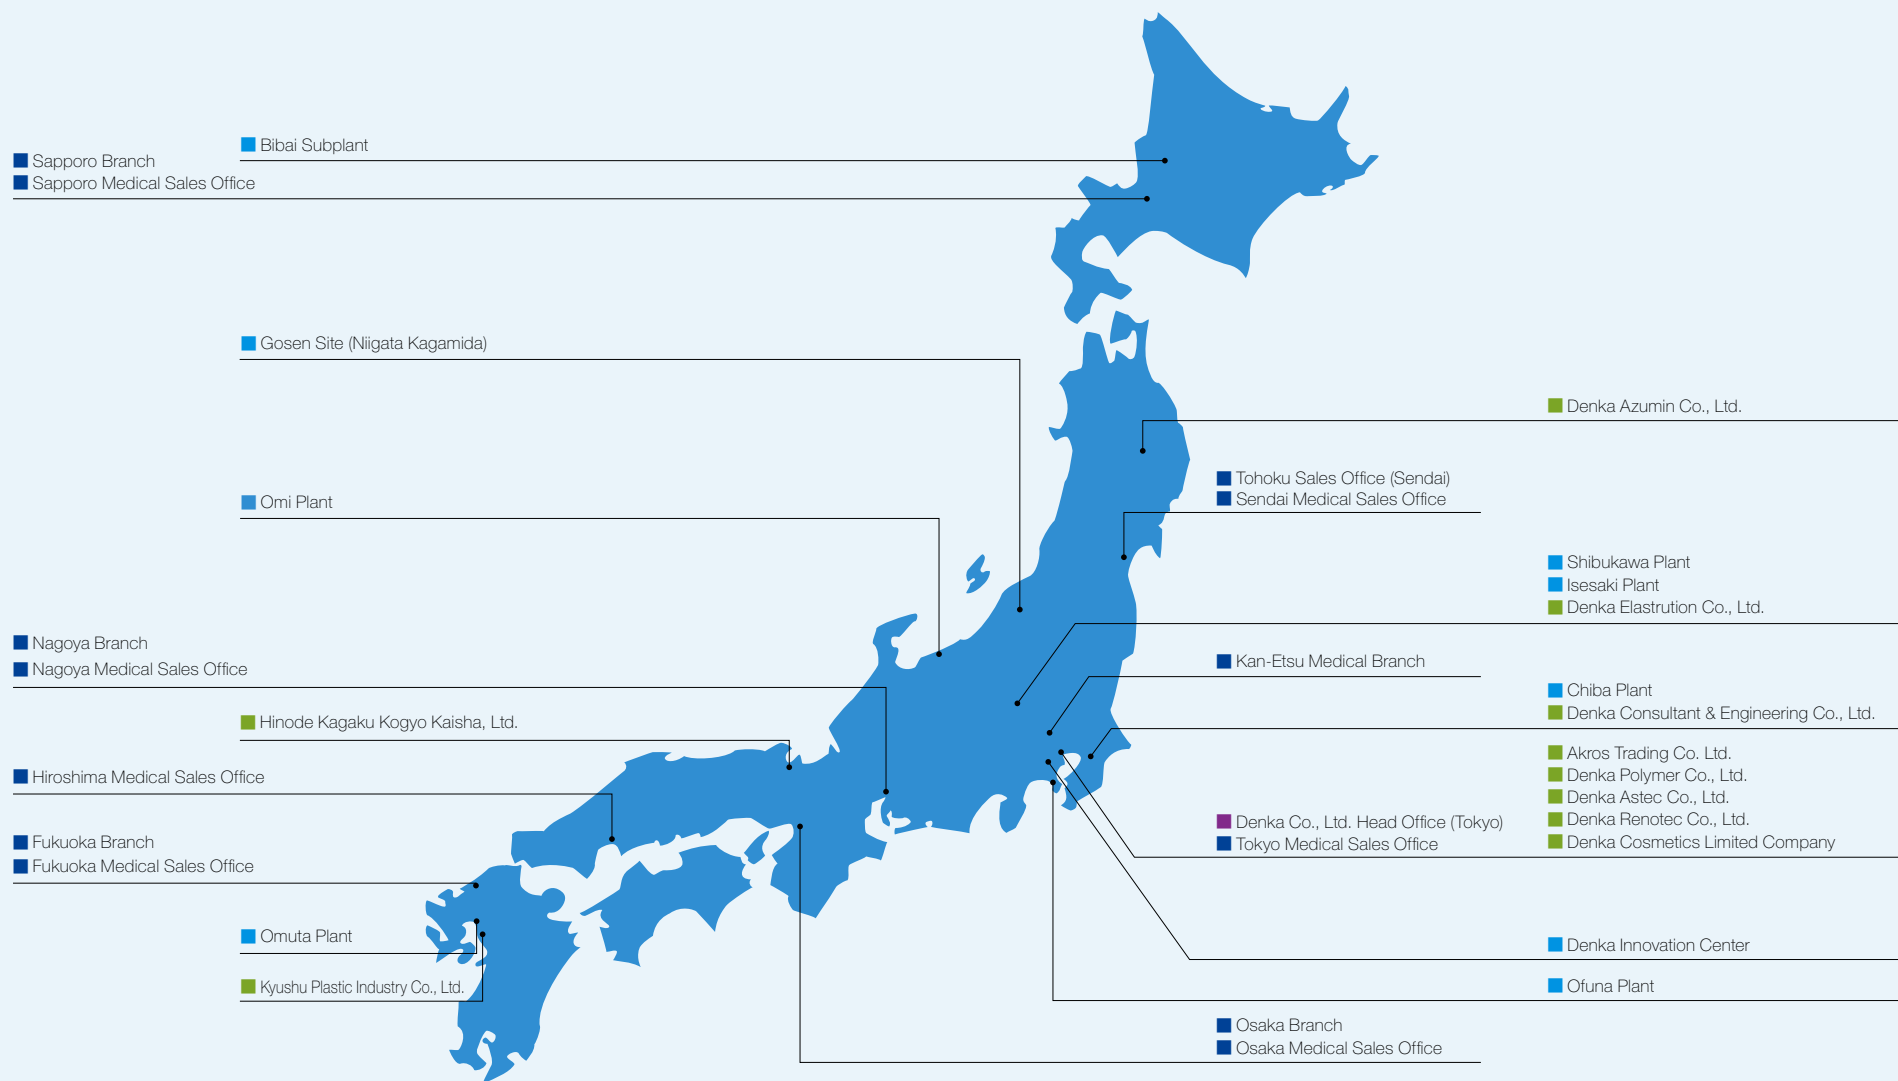 Bibai Subplant
Sapporo Branch
Sapporo Medical Sales Office
Gosen Site (Niigata Kagamida)
Omi Plant
Nagoya Branch
Nagoya Medical Sales Office
Hinode Kagaku Kogyo Kaisha, Ltd.
Hiroshima Medical Sales Office
Fukuoka Branch
Fukuoka Medical Sales Office
Omuta Plant
Kyushu Plastic Industry Co., Ltd.
Denka Azumin Co., Ltd.
Tohoku Sales Office (Sendai)
Sendai Medical Sales Office
Shibukawa Plant
Isesaki Plant
Denka Elastrution Co., Ltd.
Kan-Etsu Medical Branch
Chiba Plant
Denka Consultant & Engineering Co., Ltd.
Akros Trading Co. Ltd.
Denka Polymer Co., Ltd.
Denka Astec Co., Ltd.
Denka Renotec Co., Ltd.
Denka Cosmetics Limited Company
Denka Co., Ltd. Head Office (Tokyo)
Tokyo Medical Sales Office
Denka Innovation Center
Ofuna Plant
Osaka Branch
Osaka Medical Sales Office